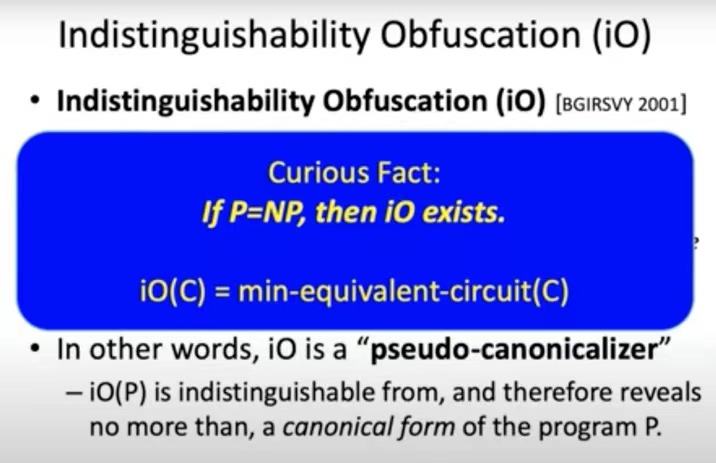 Indistinguishability Obfuscation (iO)
• Indistinguishability Obfuscation (iO) [BGIRSVY 2001]
Curious Fact:
If P=NP, then iO exists.
iO(C) = min-equivalent-circuit(C)
• In other words, iO is a “pseudo-canonicalizer”
– iO(P) is indistinguishable from, and therefore reveals
no more than, a canonical form of the program P.